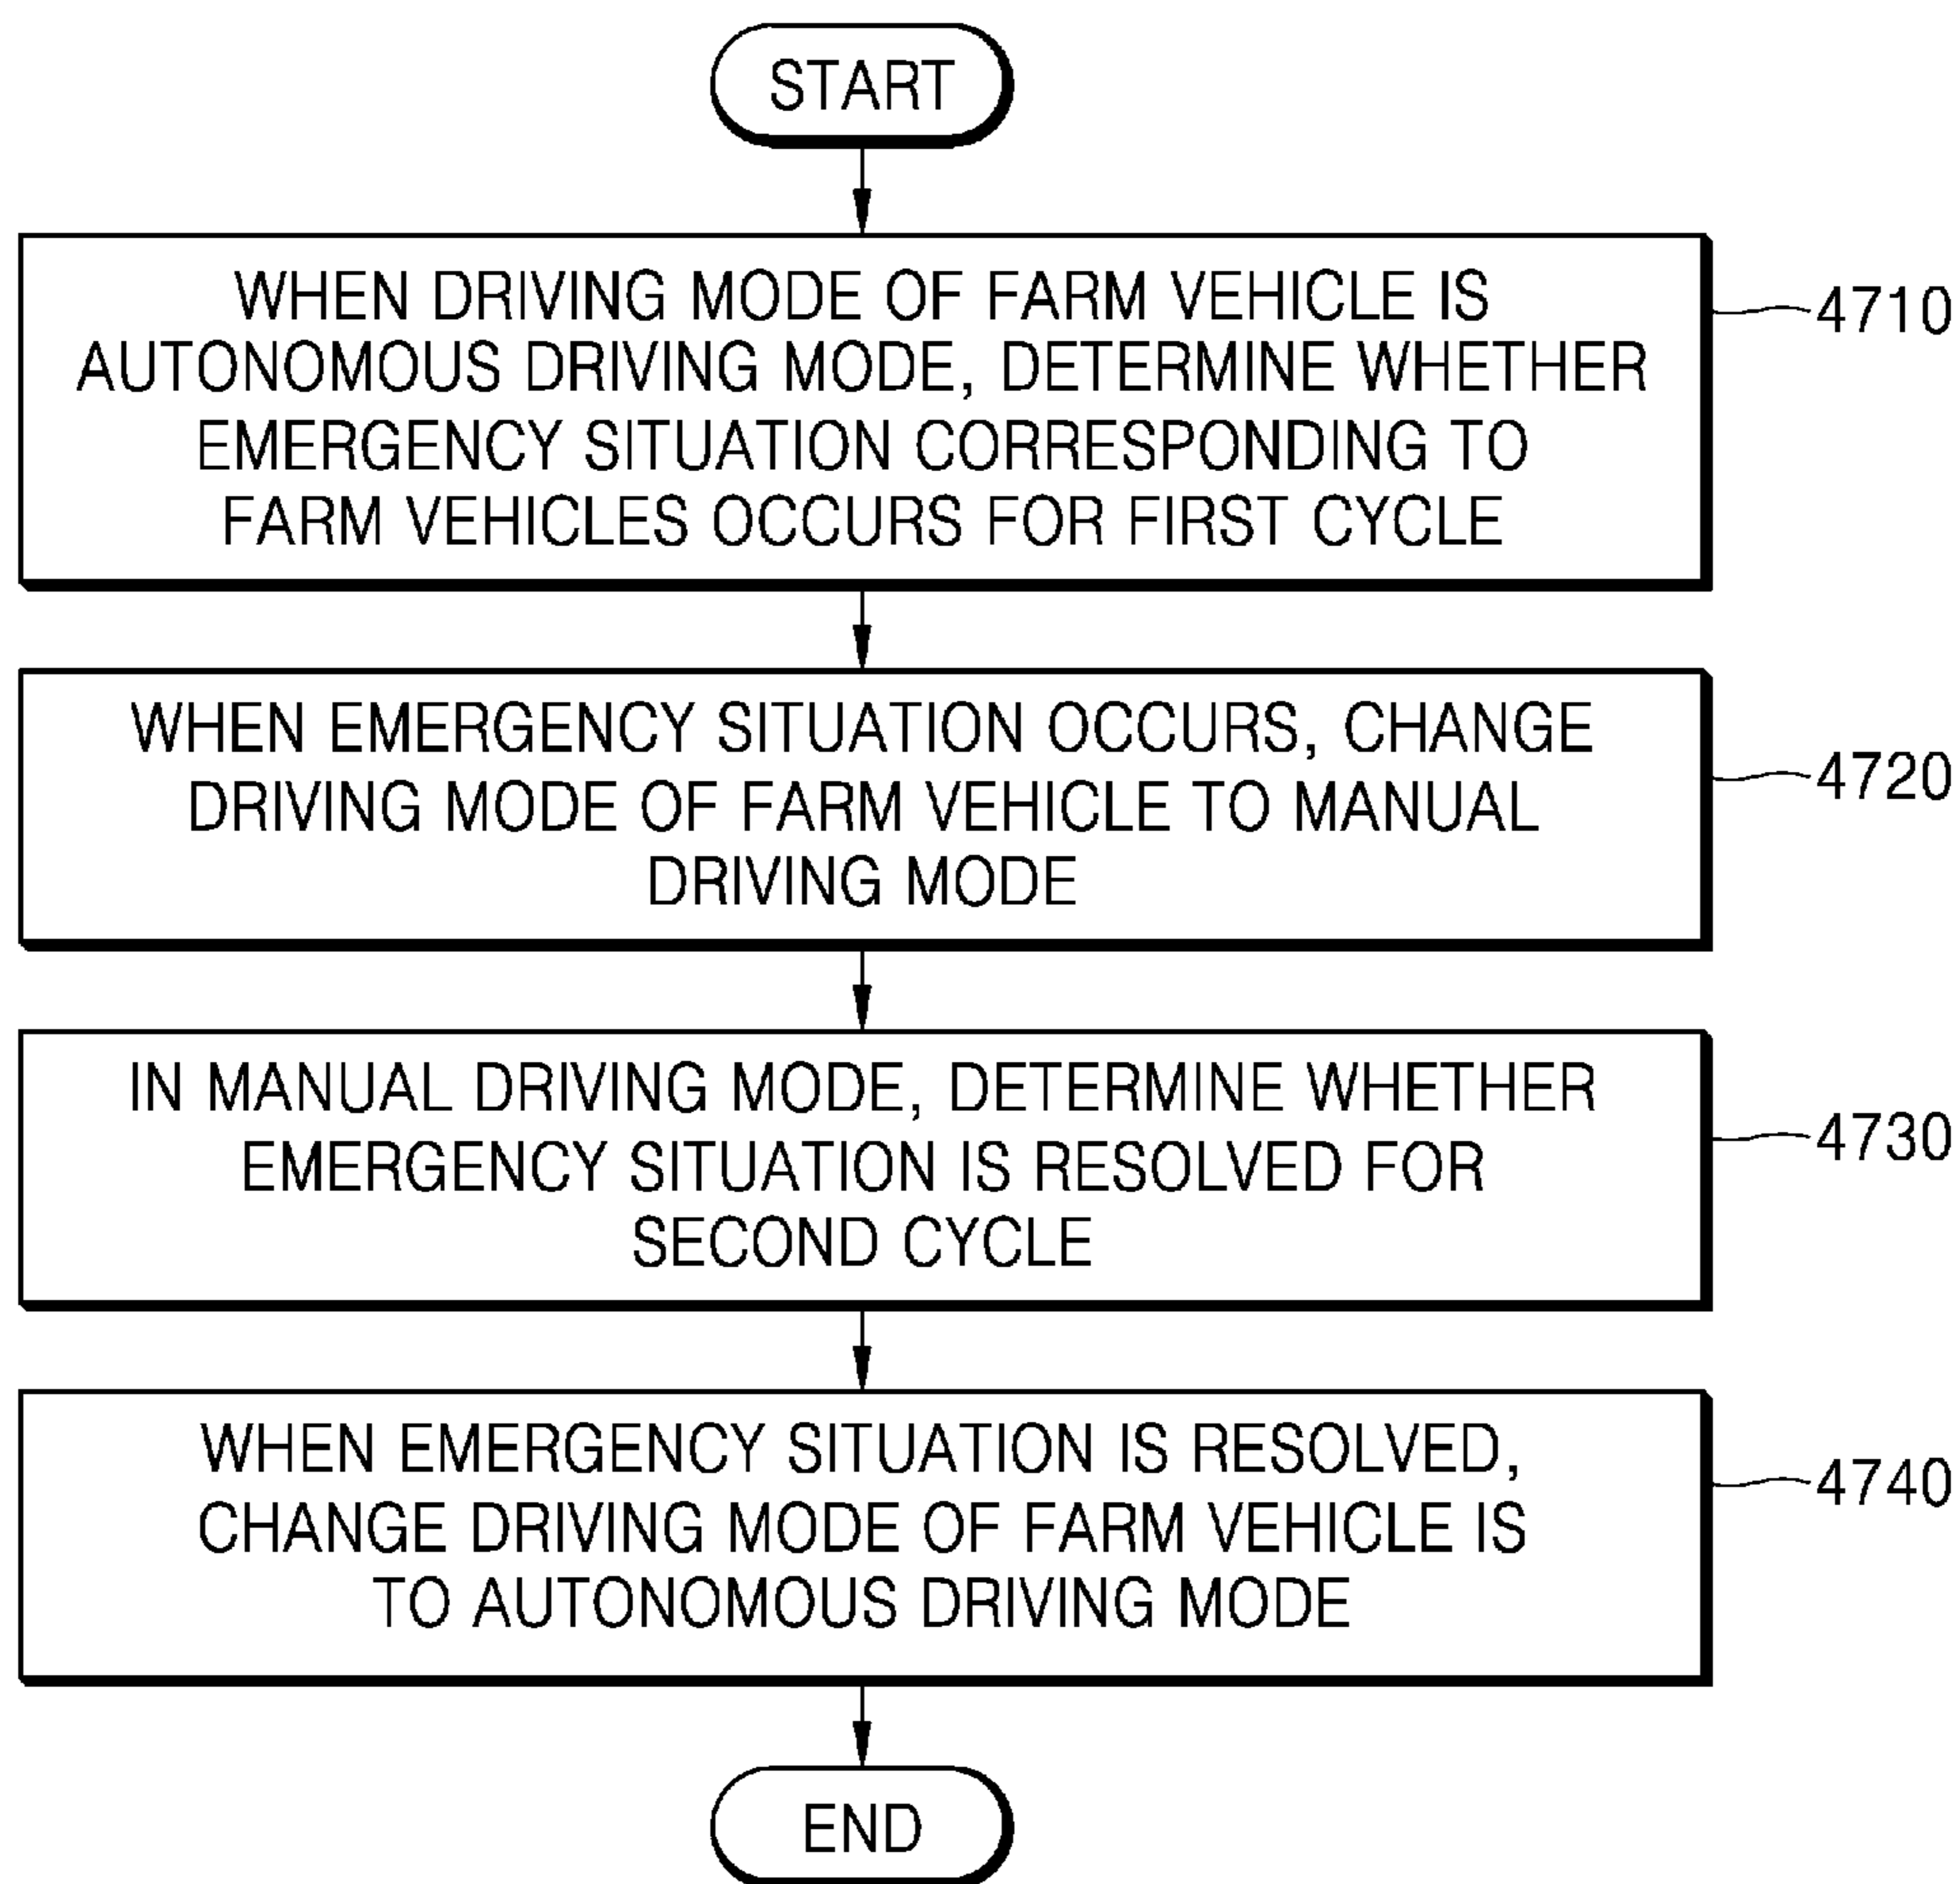 START
WHEN DRIVING MODE OF FARM VEHICLE IS
AUTONOMOUS DRIVING MODE, DETERMINE WHETHER
EMERGENCY SITUATION CORRESPONDING TO
FARM VEHICLES OCCURS FOR FIRST CYCLE
4710
WHEN EMERGENCY SITUATION OCCURS, CHANGE
DRIVING MODE OF FARM VEHICLE TO MANUAL
DRIVING MODE
4720
IN MANUAL DRIVING MODE, DETERMINE WHETHER
EMERGENCY SITUATION IS RESOLVED FOR
SECOND CYCLE
4730
WHEN EMERGENCY SITUATION IS RESOLVED,
CHANGE DRIVING MODE OF FARM VEHICLE IS
TO AUTONOMOUS DRIVING MODE
4740
END